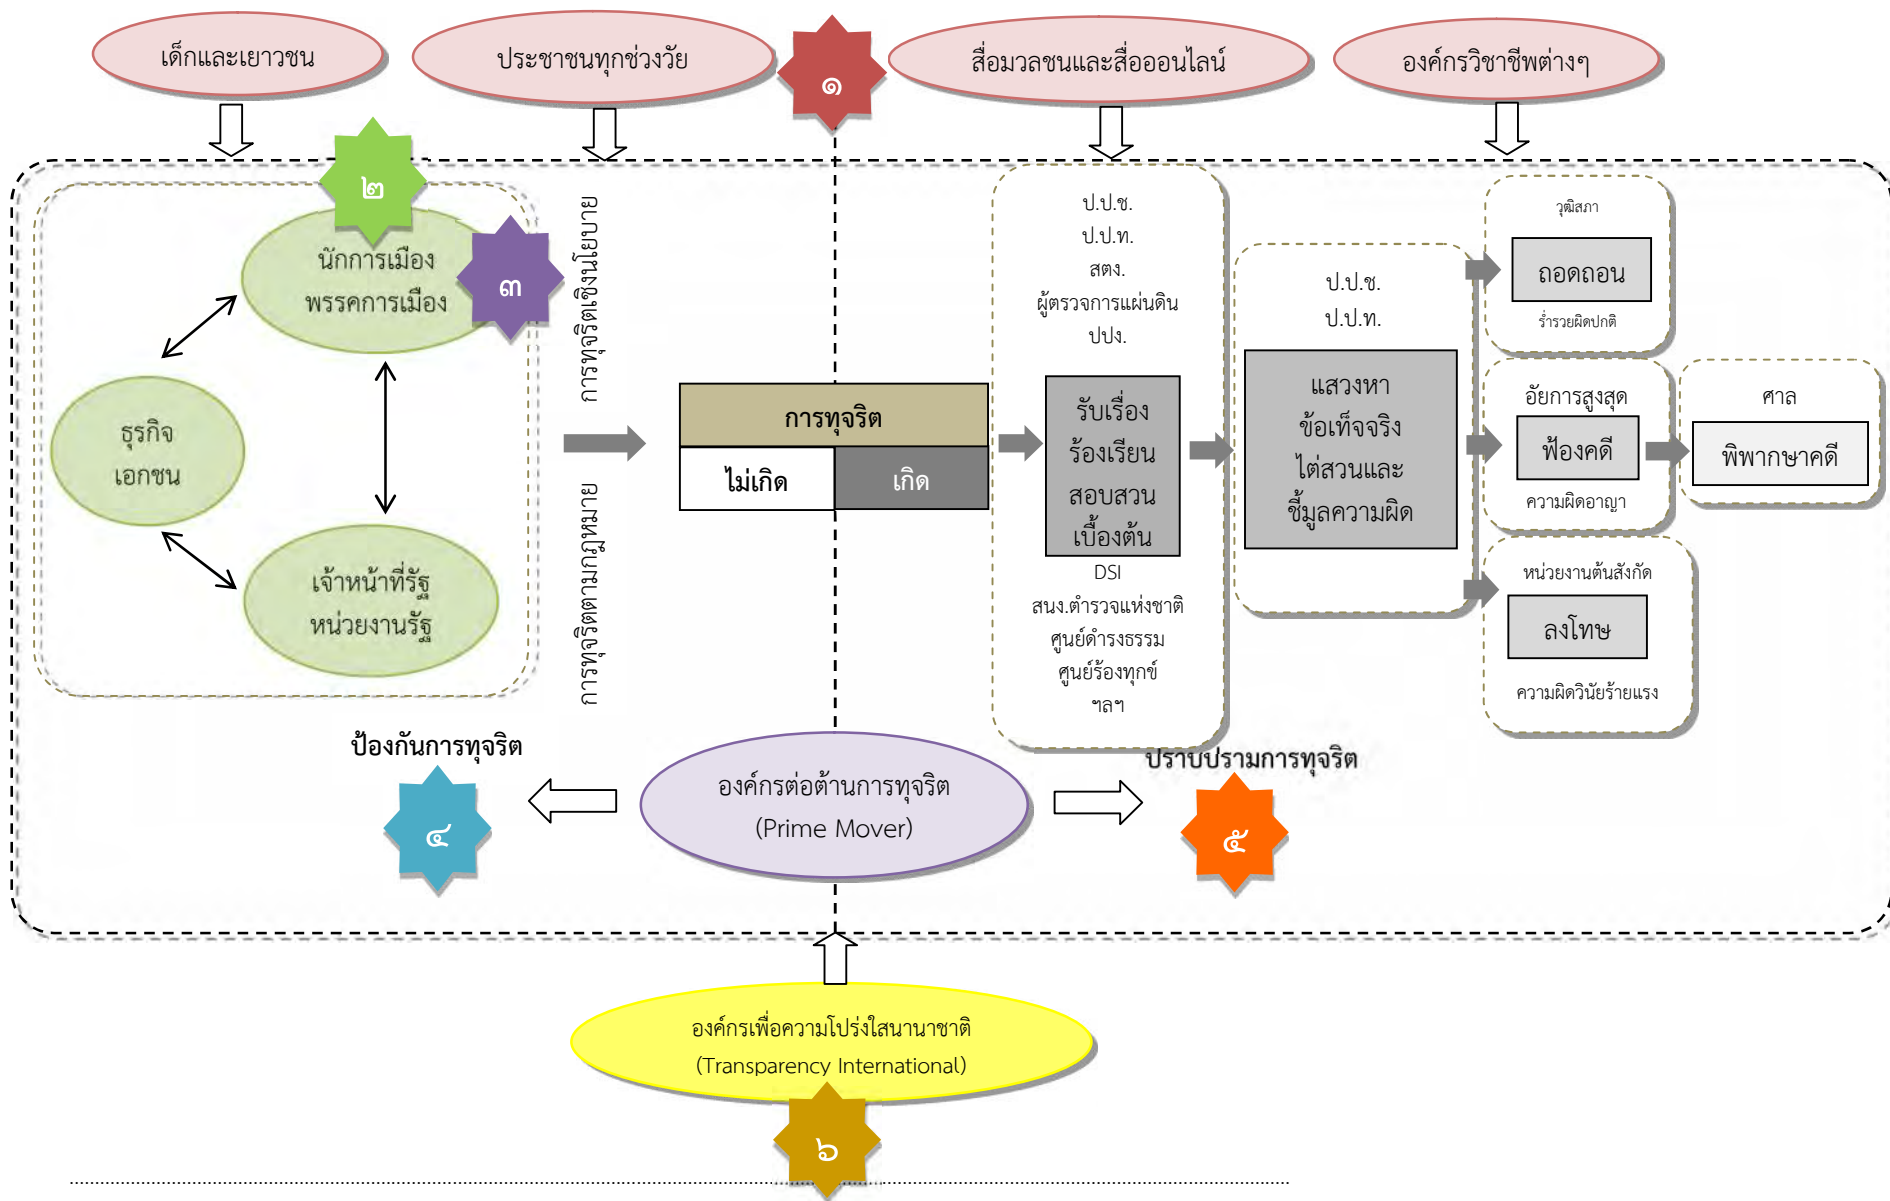 เด็กและเยาวชน
ประชาชนทุกช่วงวัย
๑
สื่อมวลชนและสื่อออนไลน์
องค์กรวิชาชีพต่างๆ
๒
นักการเมือง
พรรคการเมือง
๓
ธุรกิจ
เอกชน
เจ้าหน้าที่รัฐ
หน่วยงานรัฐ
การทุจริตเชิงนโยบาย
การทุจริตตามกฎหมาย
การทุจริต
ไม่เกิด
เกิด
ป.ป.ช.
ป.ป.ท.
สตง.
ผู้ตรวจการแผ่นดิน
ปปง.
รับเรื่อง
ร้องเรียน
สอบสวน
เบื้องต้น
DSI
สนง.ตำรวจแห่งชาติ
ศูนย์ดำรงธรรม
ศูนย์ร้องทุกข์
ฯลฯ
ป.ป.ช.
ป.ป.ท.
แสวงหา
ข้อเท็จจริง
ไต่สวนและ
ชี้มูลความผิด
วุฒิสภา
ถอดถอน
ร่ำรวยผิดปกติ
อัยการสูงสุด
ฟ้องคดี
ความผิดอาญา
ศาล
พิพากษาคดี
หน่วยงานต้นสังกัด
ลงโทษ
ความผิดวินัยร้ายแรง
ป้องกันการทุจริต
๔
องค์กรต่อต้านการทุจริต
(Prime Mover)
ปราบปรามการทุจริต
๕
องค์กรเพื่อความโปร่งใสนานาชาติ
(Transparency International)
๖